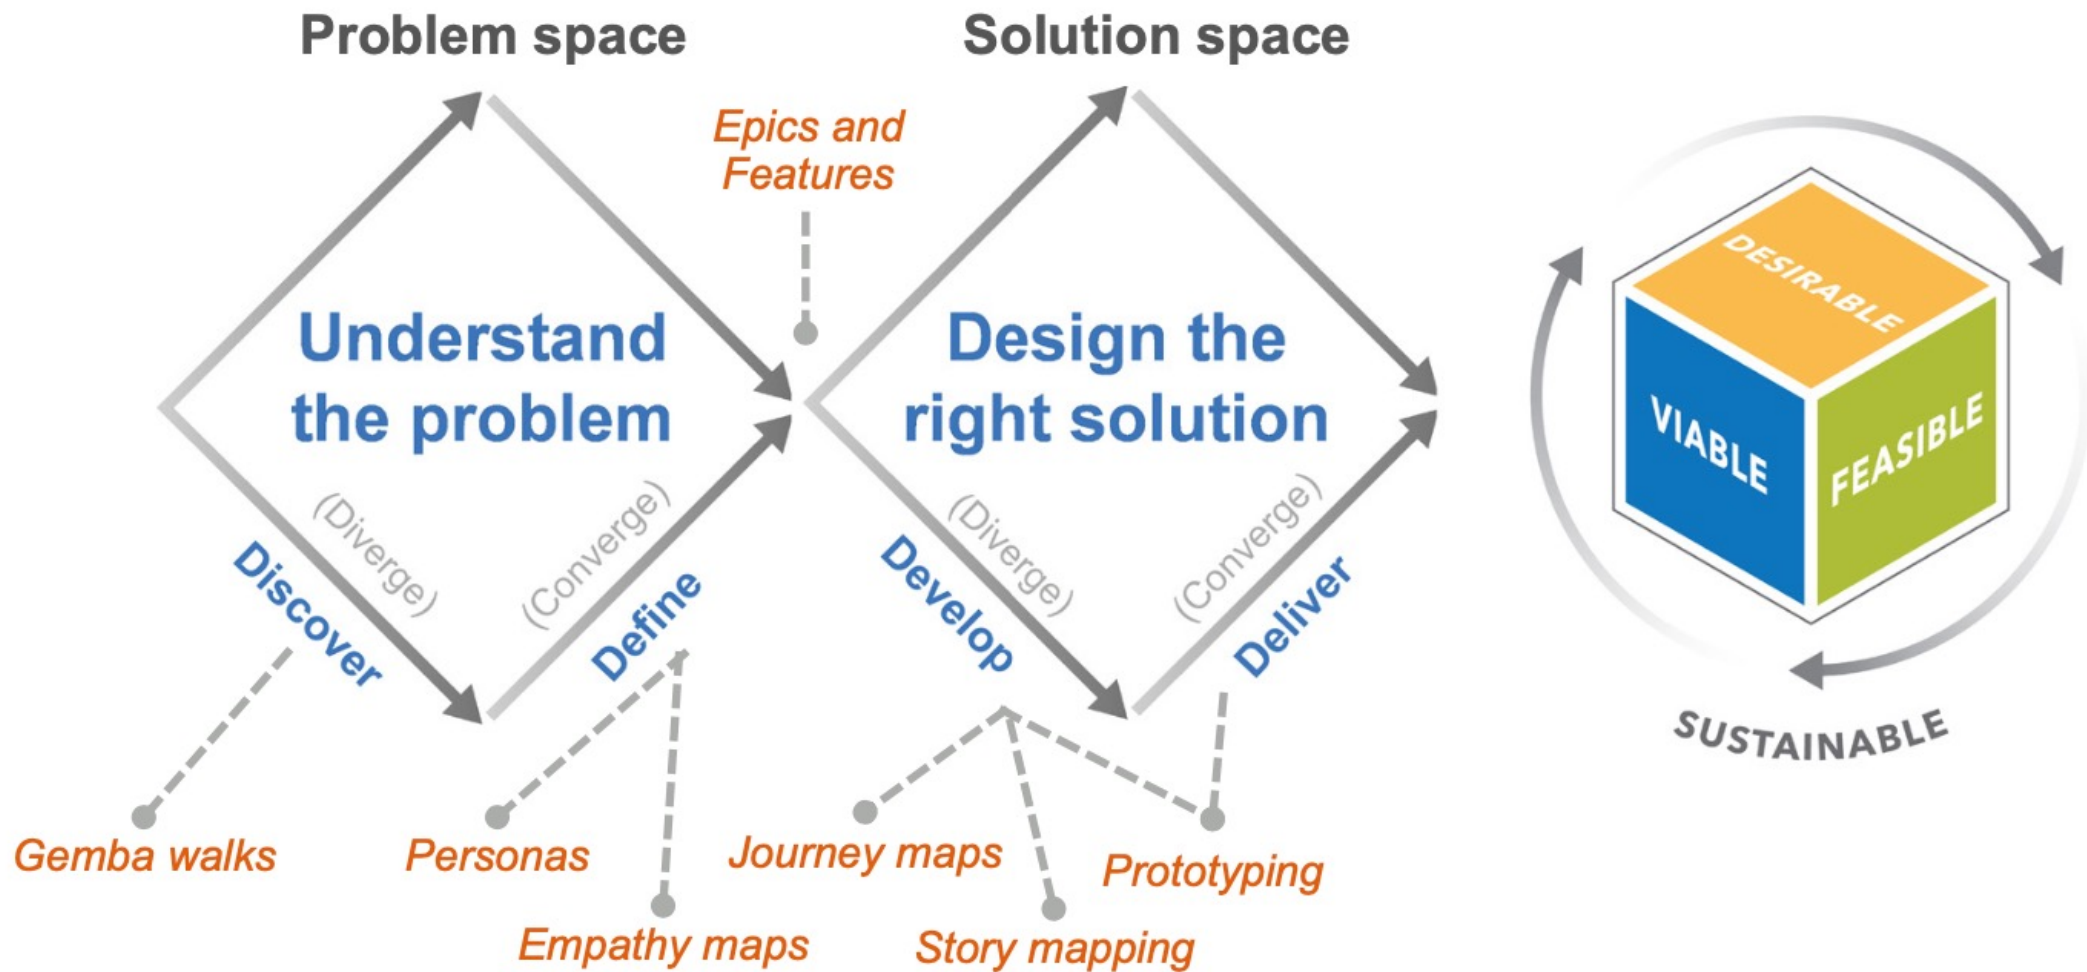 Problem space
Solution space
Epics and
Features
Understand
the problem
Design the
right solution
(Diverge)
(Converge)
(Diverge)
(Converge)
Discover
Define
Develop
Deliver
Gemba walks
Personas
Empathy maps
Journey maps
Story mapping
Prototyping
DESIRABLE
VIABLE
FEASIBLE
SUSTAINABLE